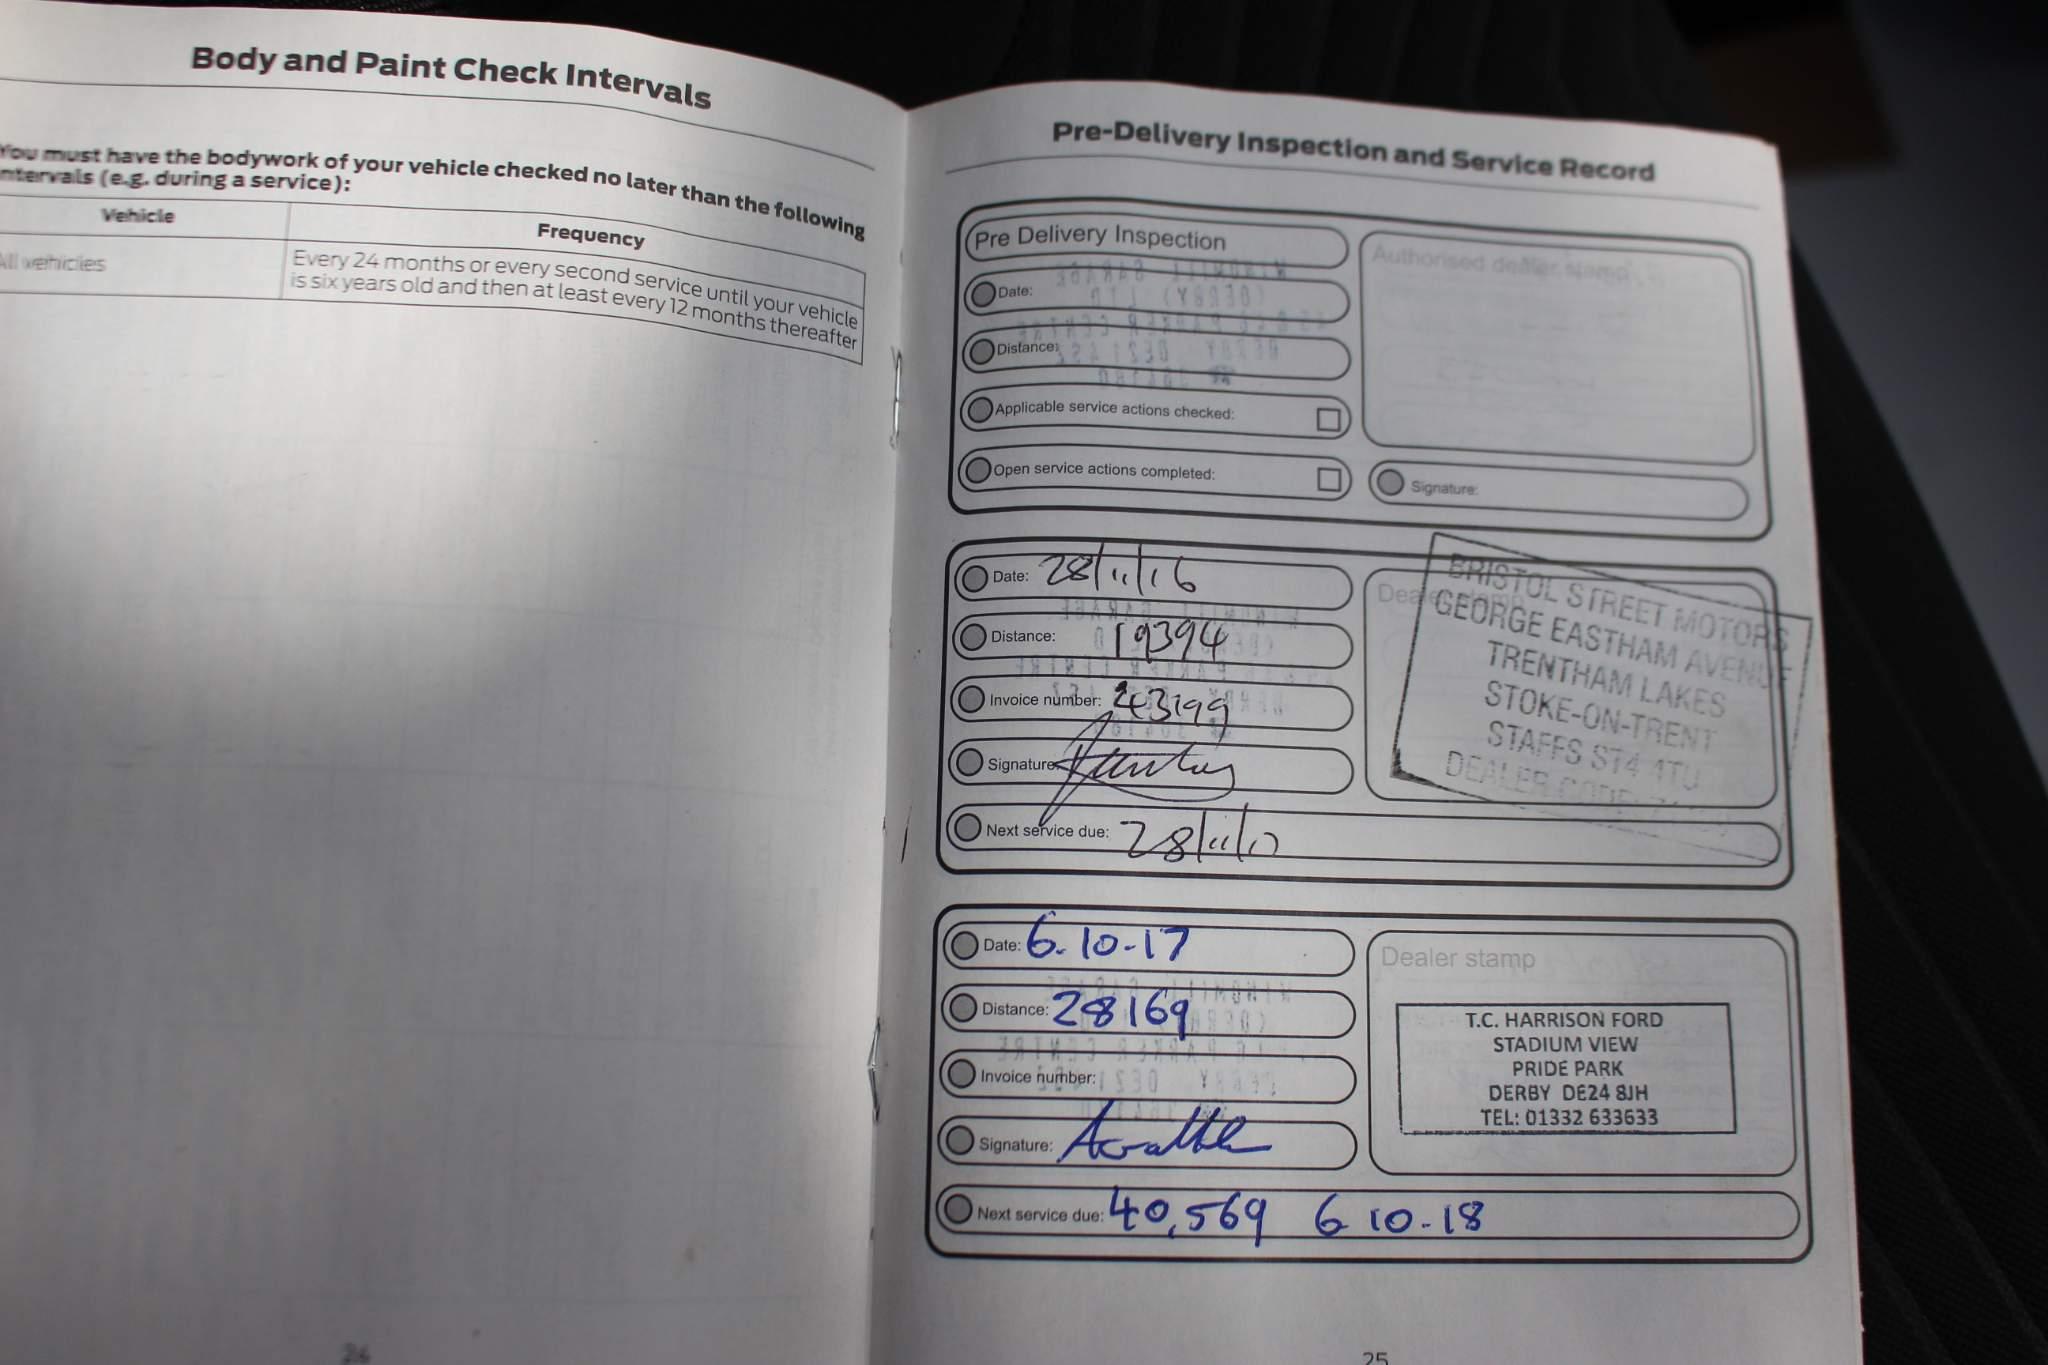 Body and Paint Check Intervals
You must have the bodywork of your vehicle checked no later than the following
intervals (e.g. during a service):
Vehicle
Frequency
All vehicles
Every 24 months or every second service until your vehicle
is six years old and then at least every 12 months thereafter
24
Pre-Delivery Inspection and Service Record
Pre Delivery Inspection
Date:
Distance:
Applicable service actions checked:
Open service actions completed:
Authorised dealer stamp
Signature:
Date: 28/11/16
Distance: 19394
Invoice number: 43199
Signature:
Next service due: 28/11/17
Dealer stamp
BRISTOL STREET MOTORS
GEORGE EASTHAM AVENUE
TRENTHAM LAKES
STOKE-ON-TRENT
STAFFS ST4 4TU
DEALER CODE:
Date: 6.10-17
Distance: 28169
Invoice number:
Signature:
Next service due: 40,569 6 10-18
Dealer stamp
T.C. HARRISON FORD
STADIUM VIEW
PRIDE PARK
DERBY DE24 8JH
TEL: 01332 633633
25